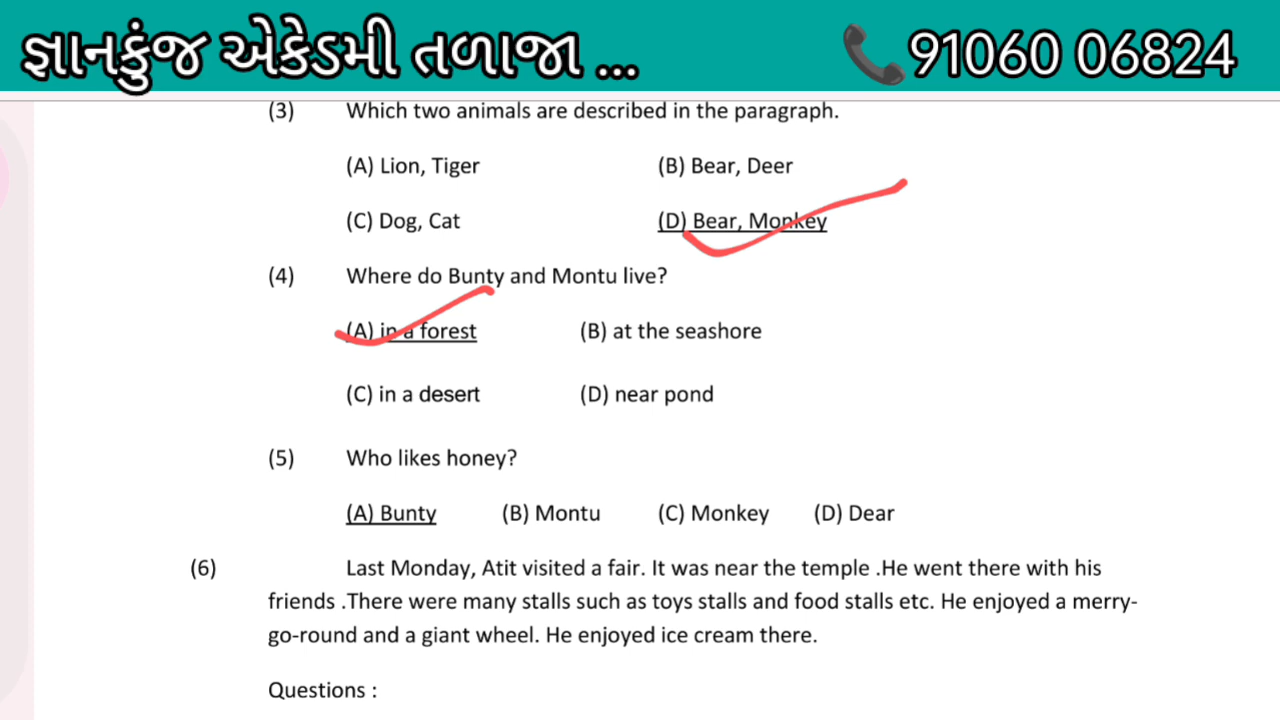 જ્ઞાનકુંજ એકેડમી તળાજા ... 91060 06824
(3) Which two animals are described in the paragraph.
(A) Lion, Tiger (B) Bear, Deer
(C) Dog, Cat (D) Bear, Monkey
(4) Where do Bunty and Montu live?
(A) in a forest (B) at the seashore
(C) in a desert (D) near pond
(5) Who likes honey?
(A) Bunty (B) Montu (C) Monkey (D) Dear
(6) Last Monday, Atit visited a fair. It was near the temple .He went there with his
friends .There were many stalls such as toys stalls and food stalls etc. He enjoyed a merry-
go-round and a giant wheel. He enjoyed ice cream there.
Questions :